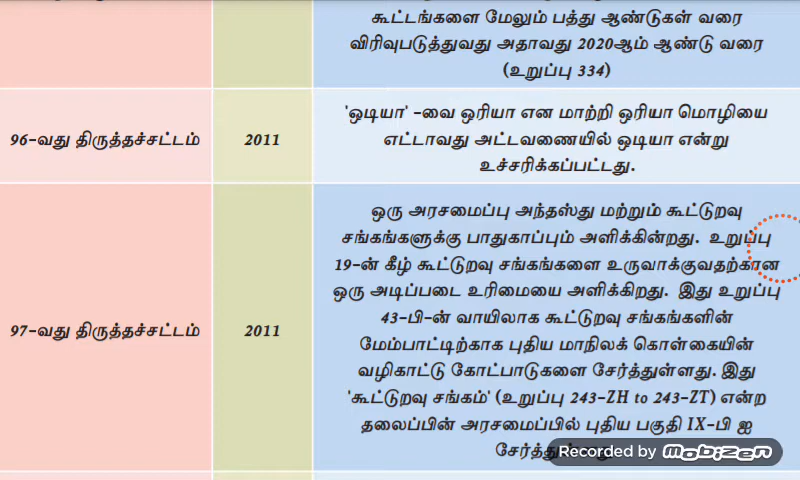 கூட்டங்களை மேலும் பத்து ஆண்டுகள் வரை
விரிவுபடுத்துவது அதாவது 2020ஆம் ஆண்டு வரை
(உறுப்பு 334)
96-வது திருத்தச்சட்டம்
2011
'ஒடியா' -வை ஒரியா என மாற்றி ஒரியா மொழியை
எட்டாவது அட்டவணையில் ஒடியா என்று
உச்சரிக்கப்பட்டது.
97-வது திருத்தச்சட்டம்
2011
ஒரு அரசமைப்பு அந்தஸ்து மற்றும் கூட்டுறவு
சங்கங்களுக்கு பாதுகாப்பும் அளிக்கின்றது. உறுப்பு
19-ன் கீழ் கூட்டுறவு சங்கங்களை உருவாக்குவதற்கான
ஒரு அடிப்படை உரிமையை அளிக்கிறது. இது உறுப்பு
43-பி-ன் வாயிலாக கூட்டுறவு சங்கங்களின்
மேம்பாட்டிற்காக புதிய மாநிலக் கொள்கையின்
வழிகாட்டு கோட்பாடுகளை சேர்த்துள்ளது. இது
'கூட்டுறவு சங்கம்' (உறுப்பு 243-ZH to 243-ZT) என்ற
தலைப்பின் அரசமைப்பில் புதிய பகுதி IX-பி ஐ
Recorded by mobizen